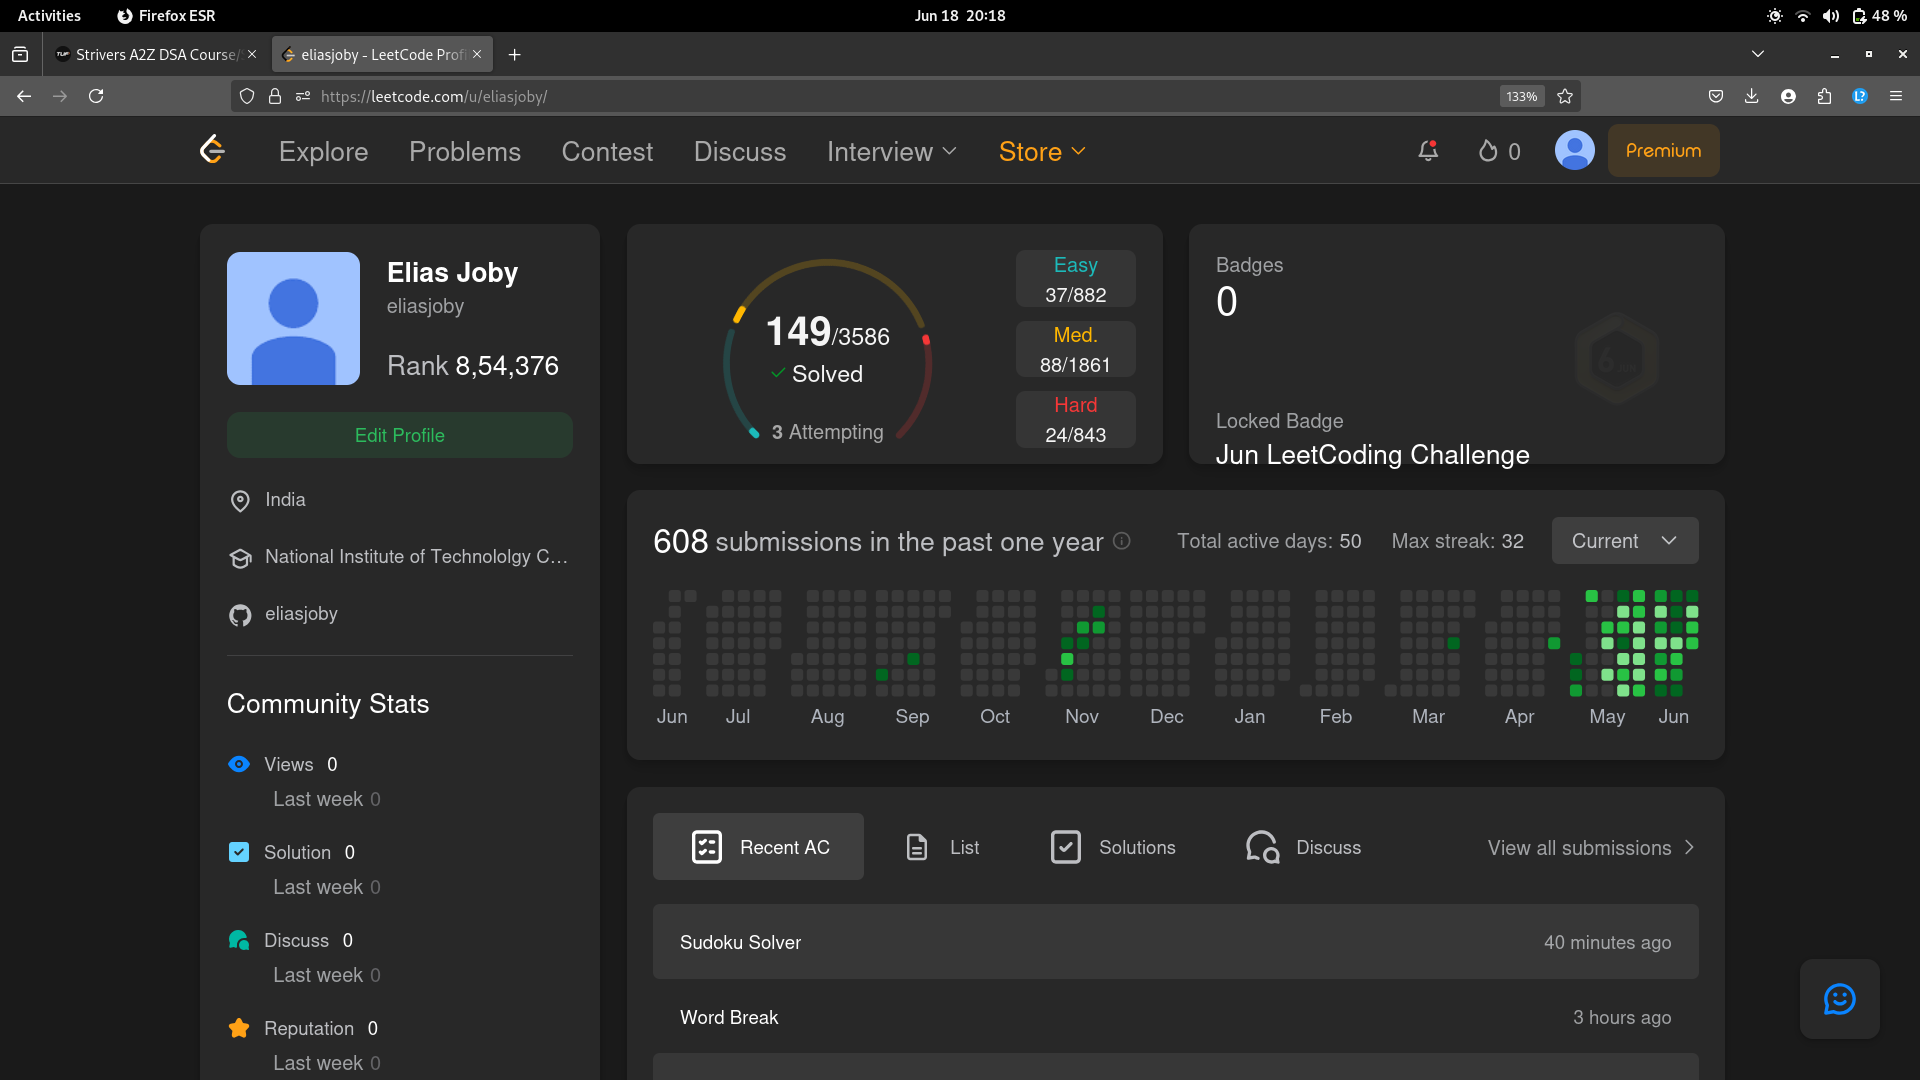 Activities Firefox ESR Jun 18 20:18 48 %
Strivers A2Z DSA Course/ eliasjoby - LeetCode Prof
https://leetcode.com/u/eliasjoby/ 133%
Explore Problems Contest Discuss Interview Store 0 Premium
Elias Joby
eliasjoby
Rank 8,54,376
Edit Profile
India
National Institute of Technololgy C...
eliasjoby
Community Stats
Views 0
Last week 0
Solution 0
Last week 0
Discuss 0
Last week 0
Reputation 0
Last week 0
149/3586
Solved
3 Attempting
Easy
37/882
Med.
88/1861
Hard
24/843
Badges
0
Locked Badge
Jun LeetCoding Challenge
608 submissions in the past one year Total active days: 50 Max streak: 32 Current
Jun Jul Aug Sep Oct Nov Dec Jan Feb Mar Apr May Jun
Recent AC List Solutions Discuss View all submissions
Sudoku Solver 40 minutes ago
Word Break 3 hours ago